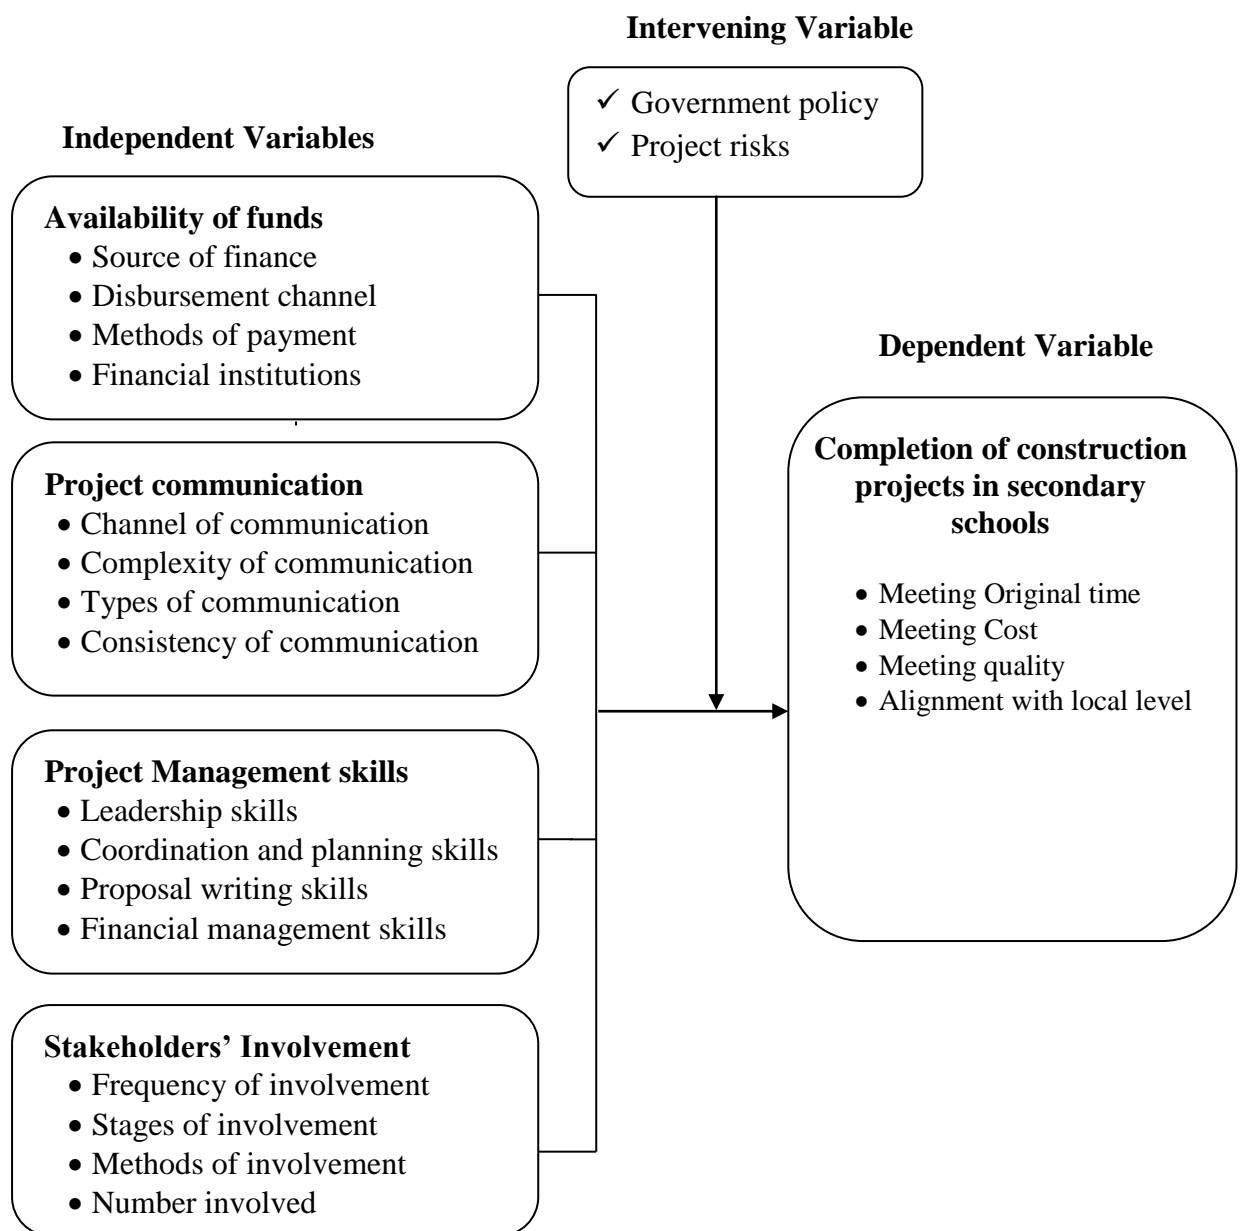 Intervening Variable
✓ Government policy
✓ Project risks
Independent Variables
Availability of funds
• Source of finance
• Disbursement channel
• Methods of payment
• Financial institutions
Project communication
• Channel of communication
• Complexity of communication
• Types of communication
• Consistency of communication
Project Management skills
• Leadership skills
• Coordination and planning skills
• Proposal writing skills
• Financial management skills
Stakeholders’ Involvement
• Frequency of involvement
• Stages of involvement
• Methods of involvement
• Number involved
Dependent Variable
Completion of construction
projects in secondary
schools
• Meeting Original time
• Meeting Cost
• Meeting quality
• Alignment with local level